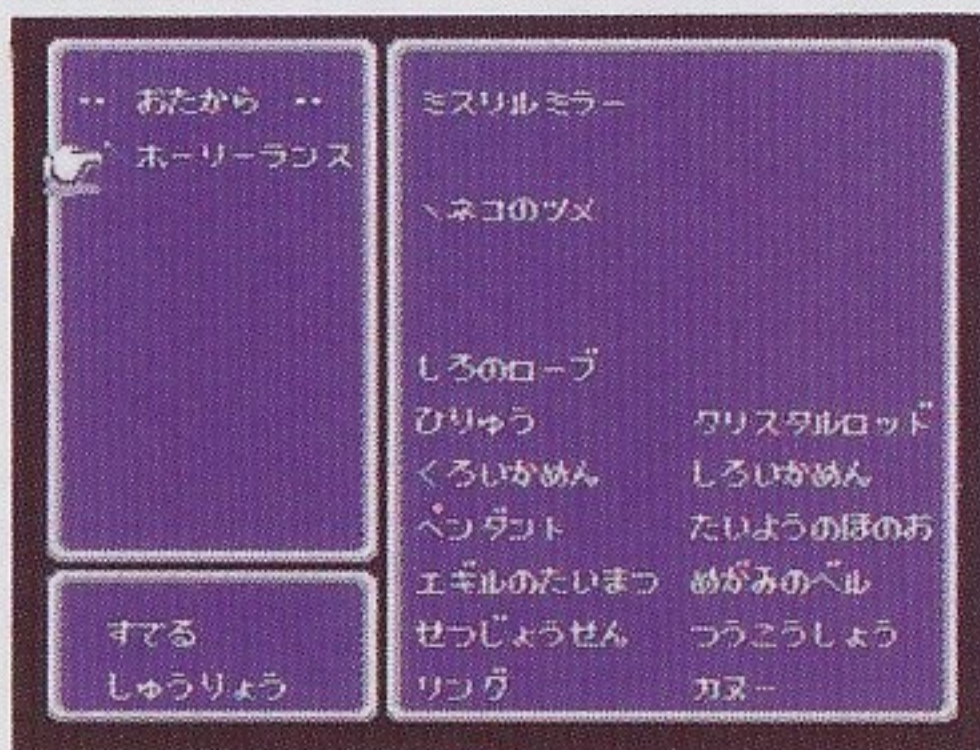 ‥ おたから ‥
ホーリーランス
すてる
しゅうりょう
ミスリルミラー
ネコのツメ
しろのローブ
ひりゅう クリスタルロッド
くろいかめん しろいかめん
ペンダント たいようのほのお
エギルのたいまつ めがみのベル
せつじょうせん つうこうしょう
リング カヌー